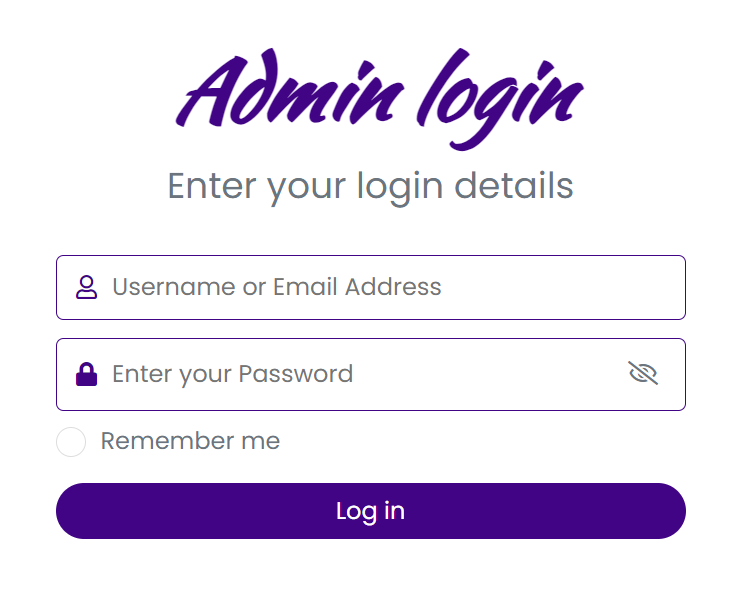 Admin login
Enter your login details
Username or Email Address
Enter your Password
Remember me
Log in